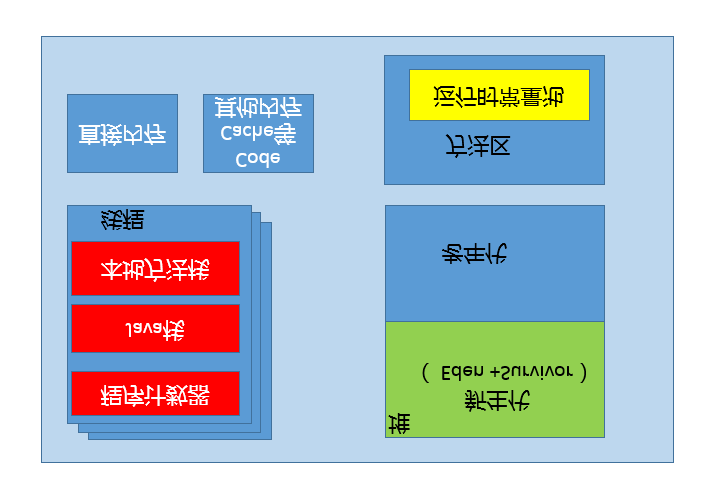 程序计数器
Java栈
本地方法栈
线程
堆
新生代
( Eden +Survivor )
老年代
直接内存
Code
Cache等
其他内存
方法区
运行时常量池